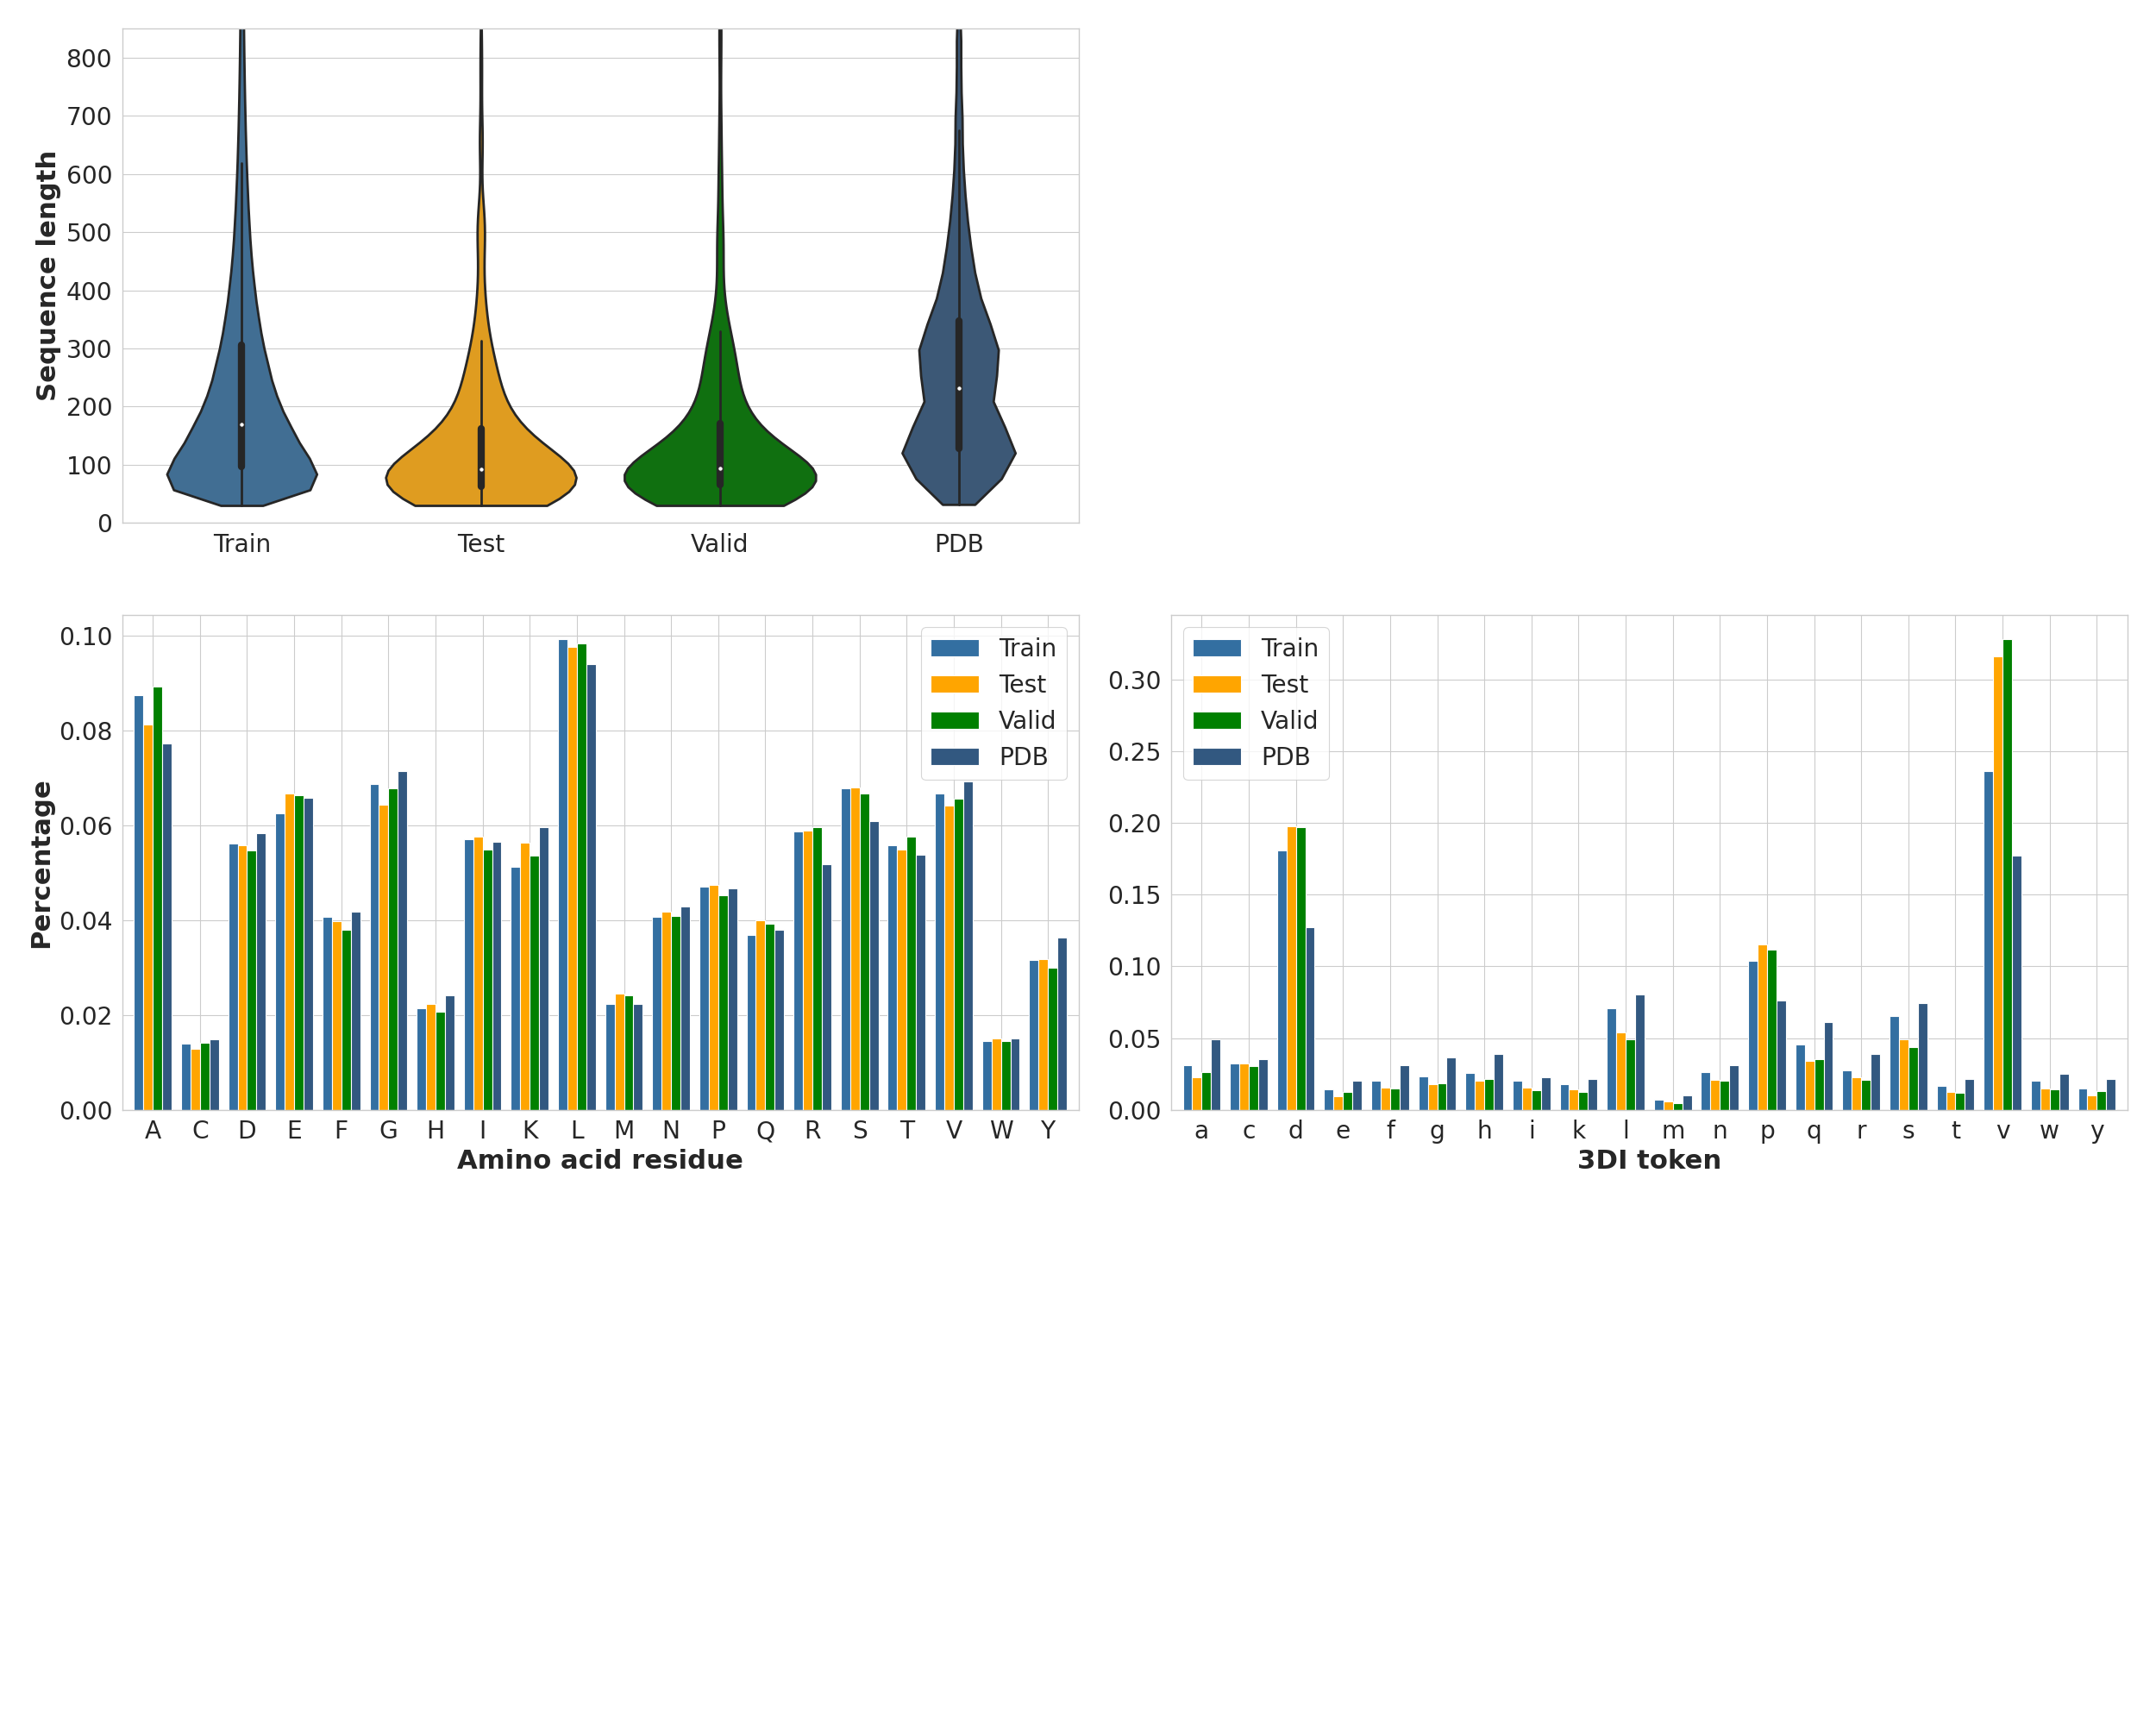 Sequence length
800
700
600
500
400
300
200
100
0
Train Test Valid PDB
Percentage
0.10
0.08
0.06
0.04
0.02
0.00
Train
Test
Valid
PDB
A C D E F G H I K L M N P Q R S T V W Y
Amino acid residue
0.30
0.25
0.20
0.15
0.10
0.05
0.00
Train
Test
Valid
PDB
a c d e f g h i k l m n p q r s t v w y
3DI token